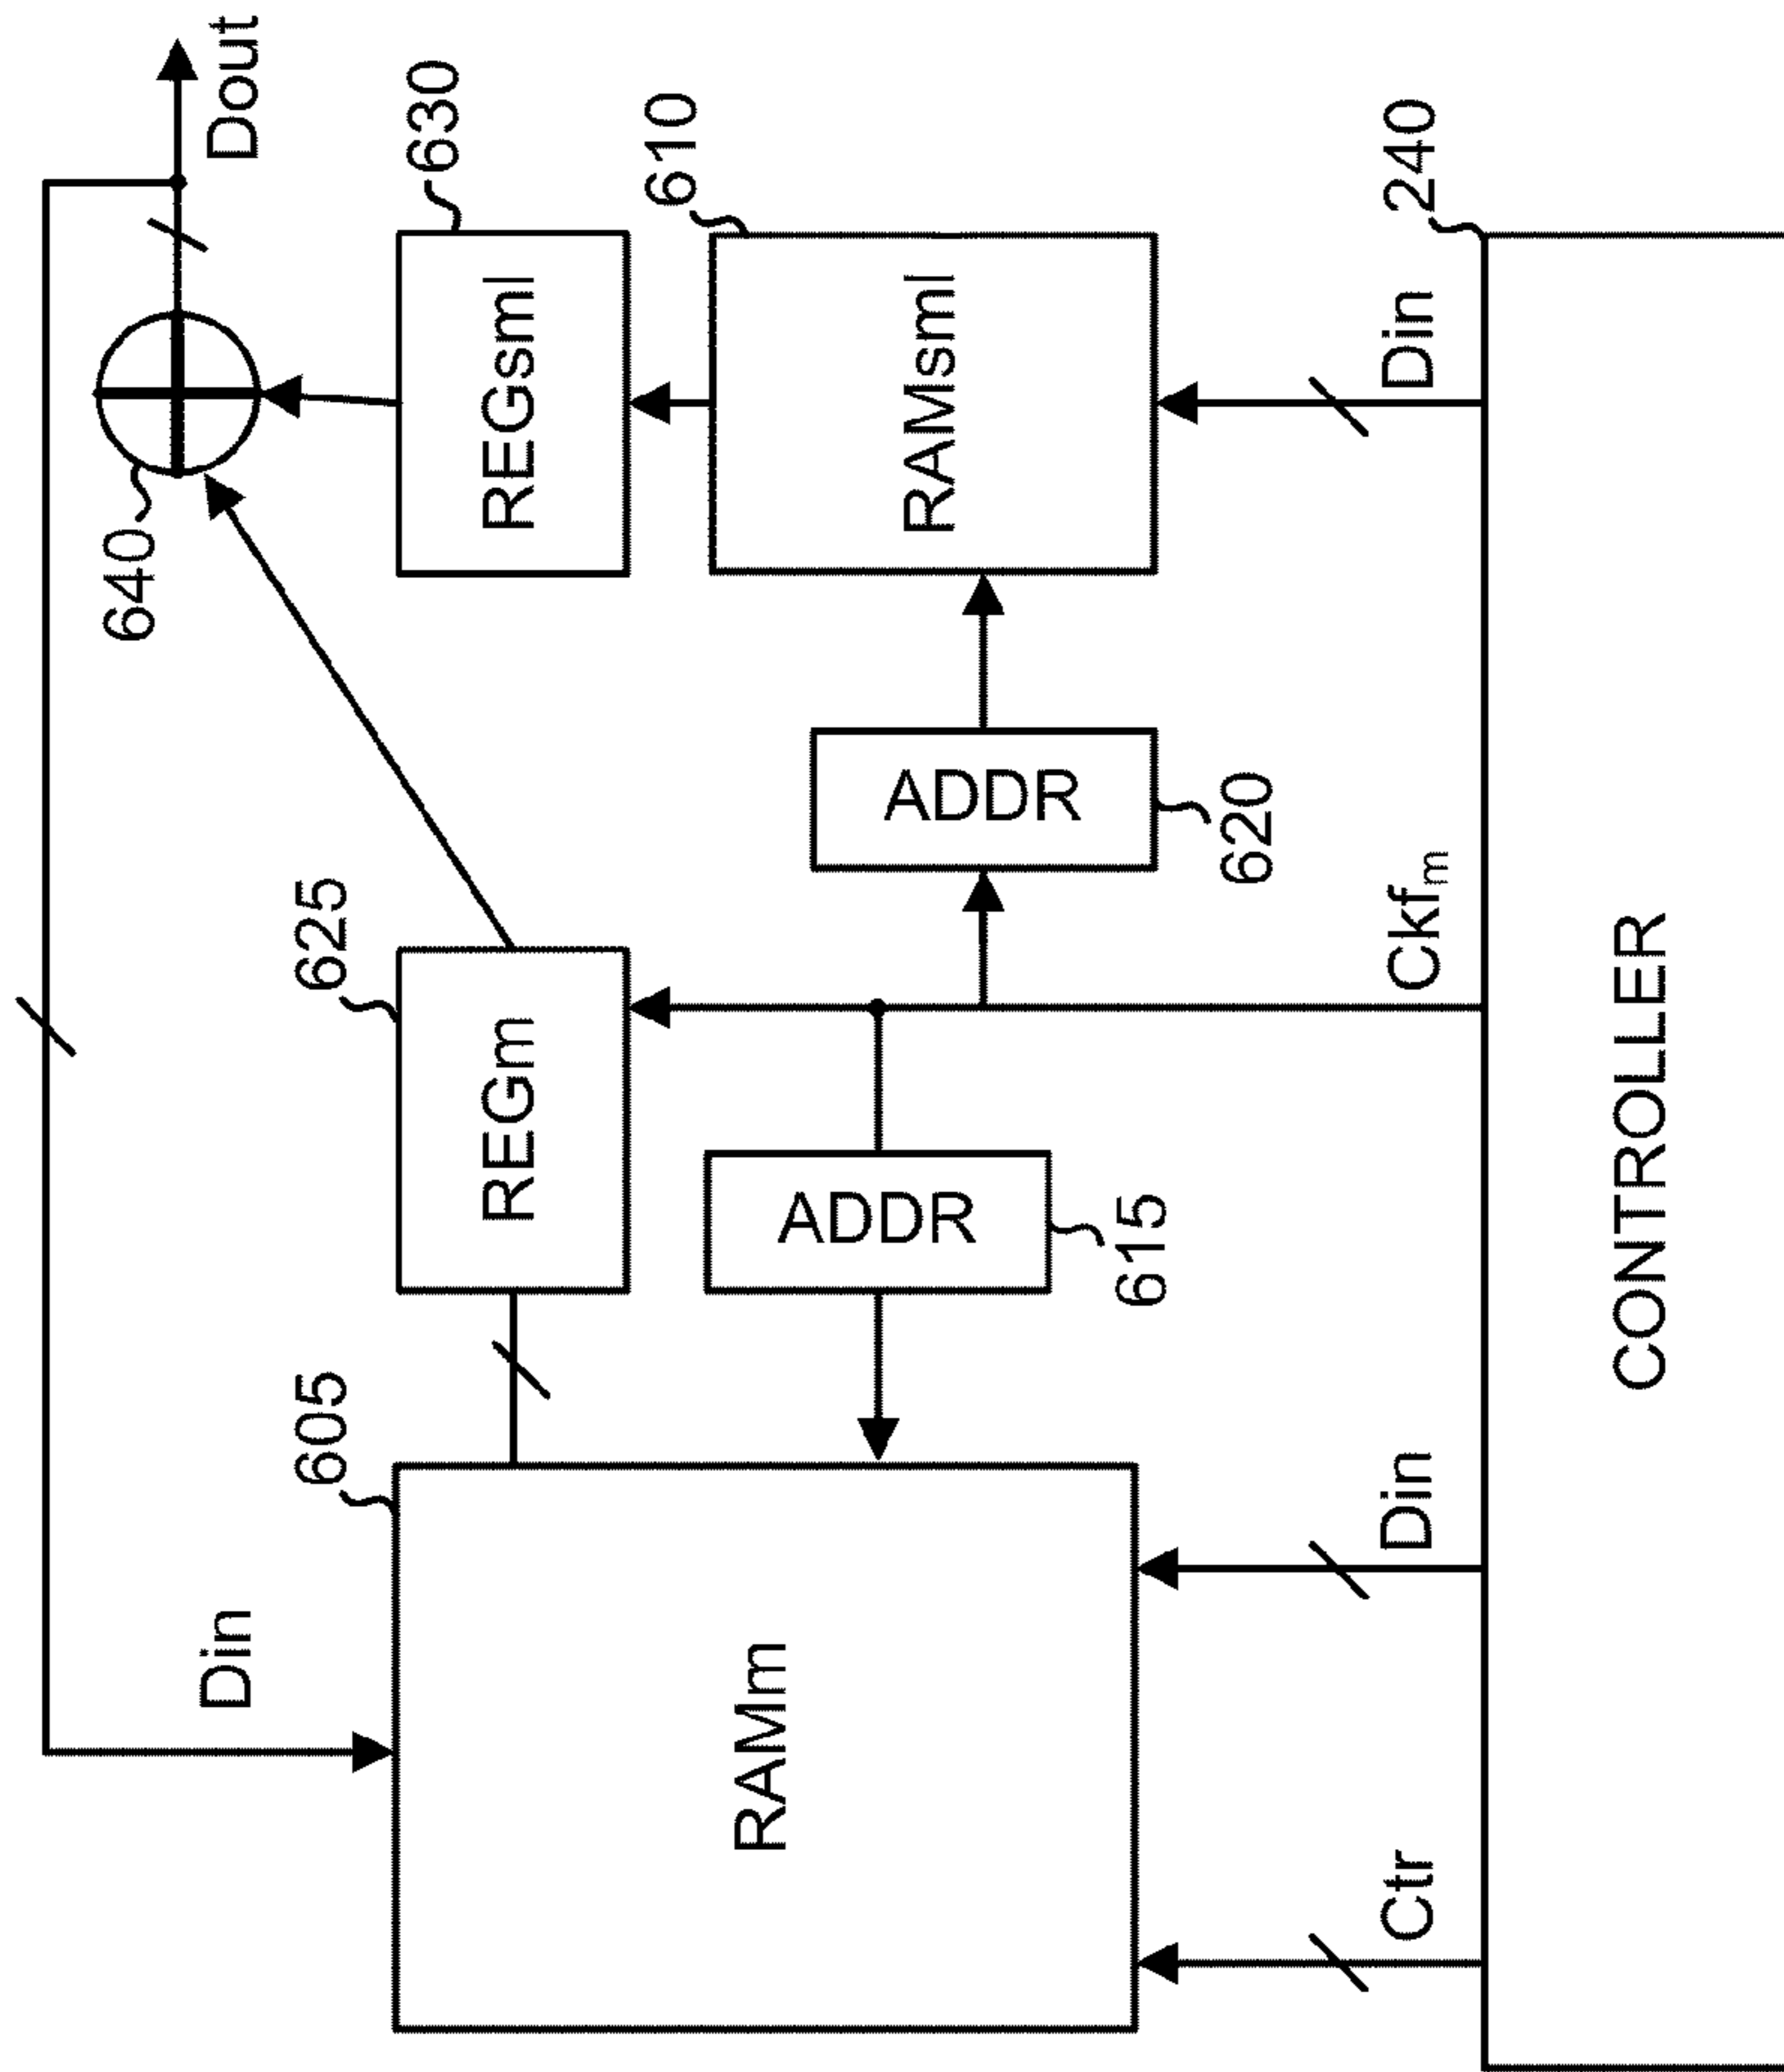 Dout
640
630
REGsml
610
RAMsml
625
REGm
ADDR
620
ADDR
615
605
RAMm
Din
Din
Din
Ctr
Ckfm
240
CONTROLLER